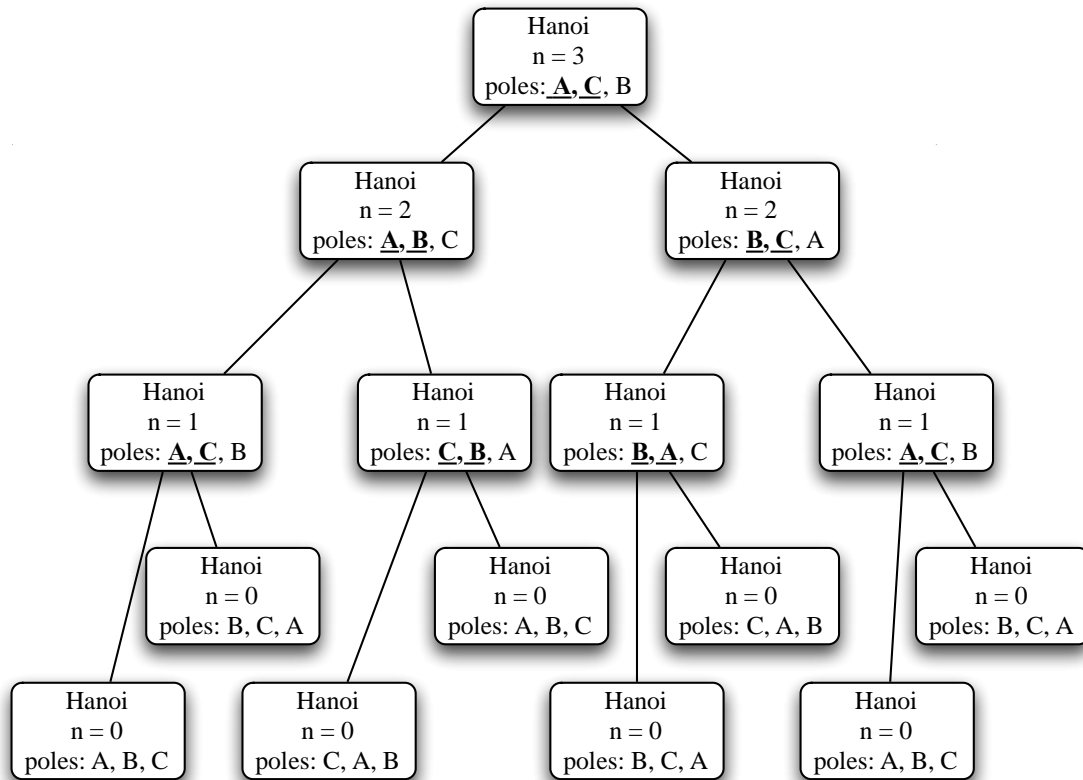 Hanoi
n = 3
poles: A, C, B
Hanoi
n = 2
poles: A, B, C
Hanoi
n = 2
poles: B, C, A
Hanoi
n = 1
poles: A, C, B
Hanoi
n = 1
poles: C, B, A
Hanoi
n = 1
poles: B, A, C
Hanoi
n = 1
poles: A, C, B
Hanoi
n = 0
poles: B, C, A
Hanoi
n = 0
poles: A, B, C
Hanoi
n = 0
poles: C, A, B
Hanoi
n = 0
poles: B, C, A
Hanoi
n = 0
poles: A, B, C
Hanoi
n = 0
poles: C, A, B
Hanoi
n = 0
poles: B, C, A
Hanoi
n = 0
poles: A, B, C